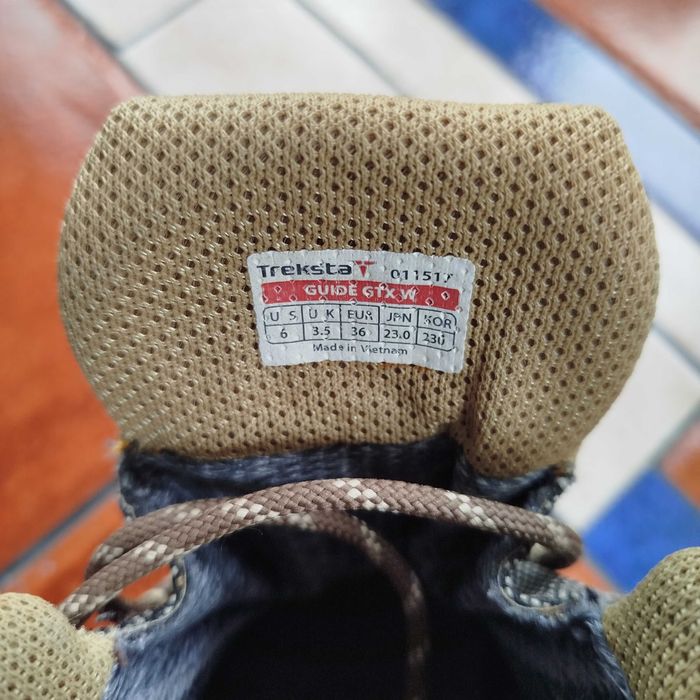 Treksta 011517
GUIDE GTX W
US UK EUR JPN KOR
6 3.5 36 23.0 230
Made in Vietnam